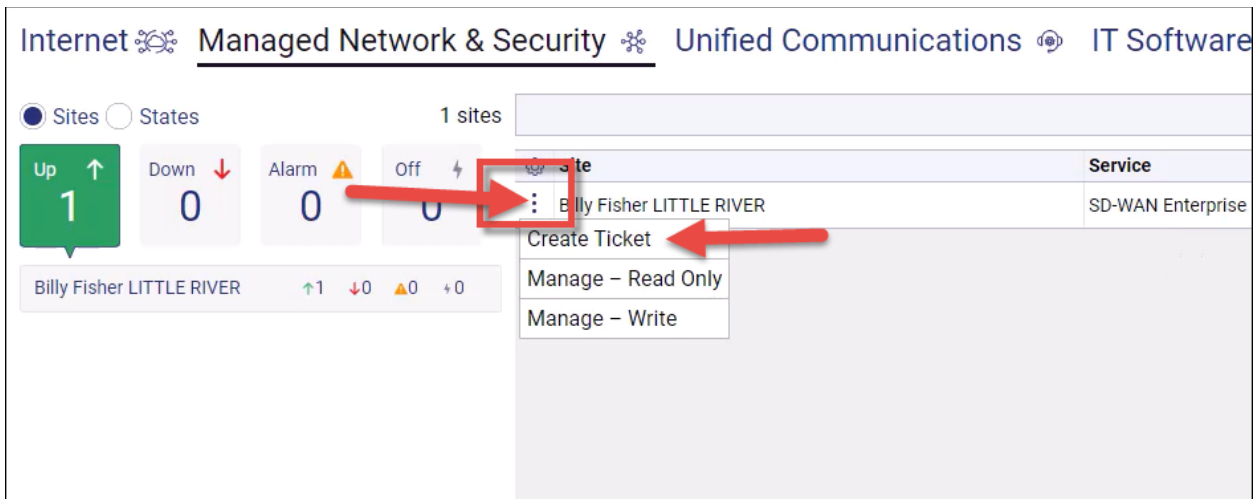 Internet Managed Network & Security Unified Communications IT Software
Sites States 1 sites
Up Down Alarm Off
1 0 0 0
Site Service
Billy Fisher LITTLE RIVER SD-WAN Enterprise
Create Ticket
Manage – Read Only
Manage – Write
Billy Fisher LITTLE RIVER ↑1 ↓0 0 0